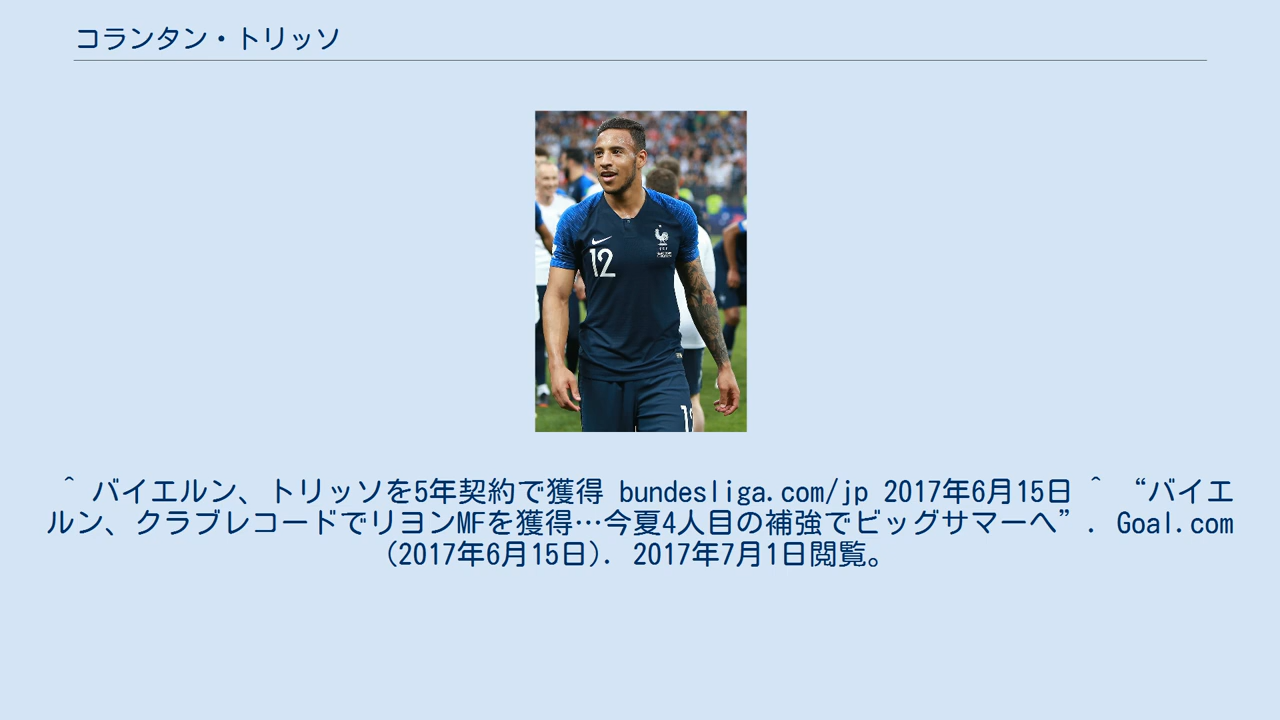 コランタン・トリッソ
12
12
^ バイエルン、トリッソを5年契約で獲得 bundesliga.com/jp 2017年6月15日 ^ “バイエ
ルン、クラブレコードでリヨンMFを獲得…今夏4人目の補強でビッグサマーへ”. Goal.com
(2017年6月15日). 2017年7月1日閲覧。